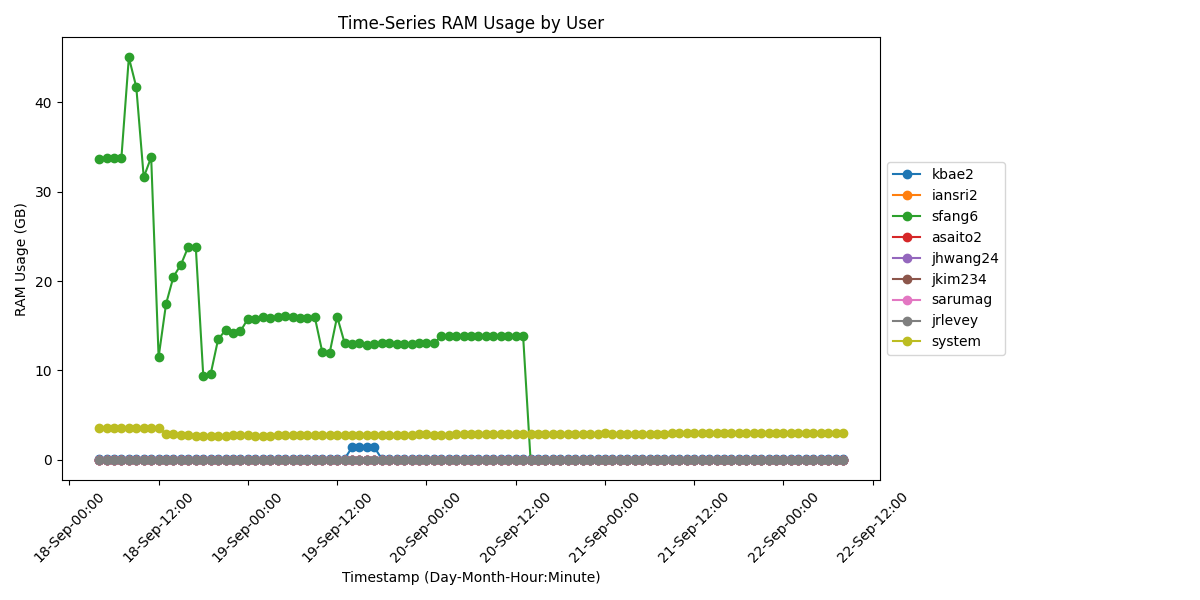 Time-Series RAM Usage by User
RAM Usage (GB)
40
30
20
10
0
18-Sep-00:00
18-Sep-12:00
19-Sep-00:00
19-Sep-12:00
20-Sep-00:00
20-Sep-12:00
21-Sep-00:00
21-Sep-12:00
22-Sep-00:00
22-Sep-12:00
Timestamp (Day-Month-Hour:Minute)
kbae2
iansri2
sfang6
asaito2
jhwang24
jkim234
sarumag
jrlevey
system